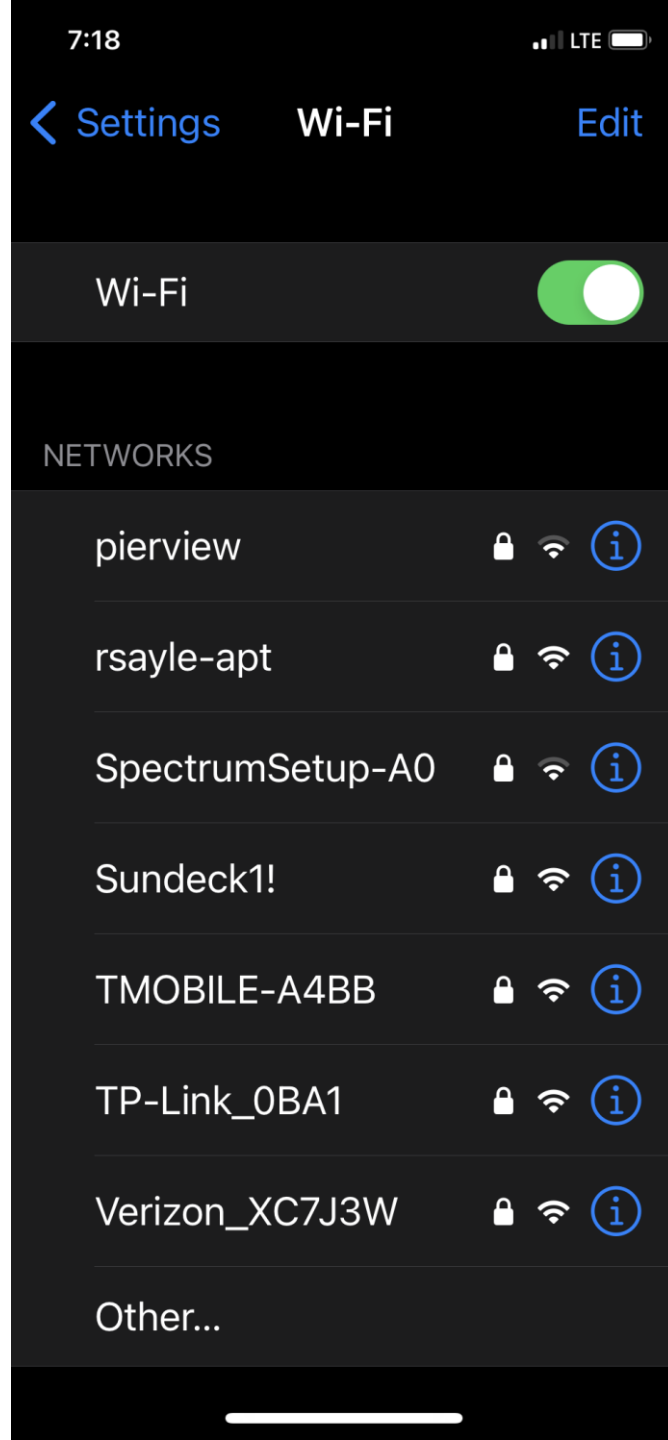 7:18 LTE
Settings Wi-Fi Edit
Wi-Fi
NETWORKS
pierview
rsayle-apt
SpectrumSetup-A0
Sundeck1!
TMOBILE-A4BB
TP-Link_0BA1
Verizon_XC7J3W
Other...